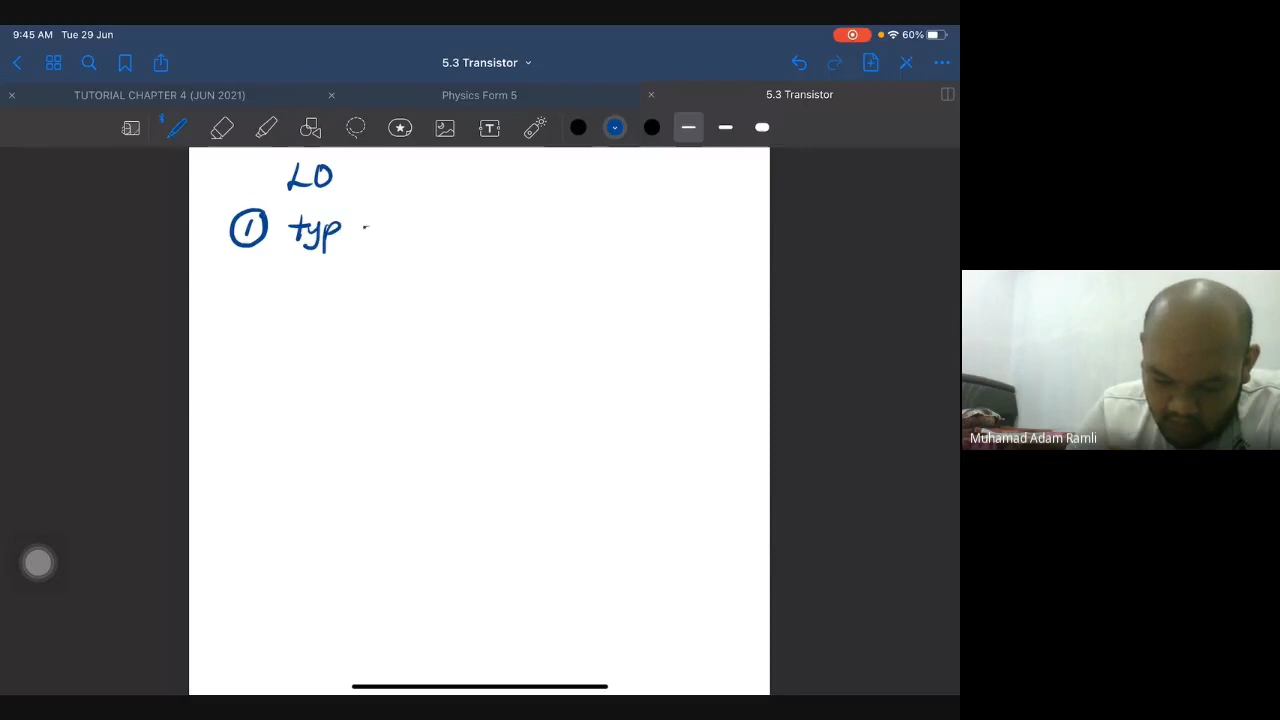 9:45 AM Tue 29 Jun
60%
5.3 Transistor
TUTORIAL CHAPTER 4 (JUN 2021)
Physics Form 5
5.3 Transistor
LO
1 typ
Muhamad Adam Ramli